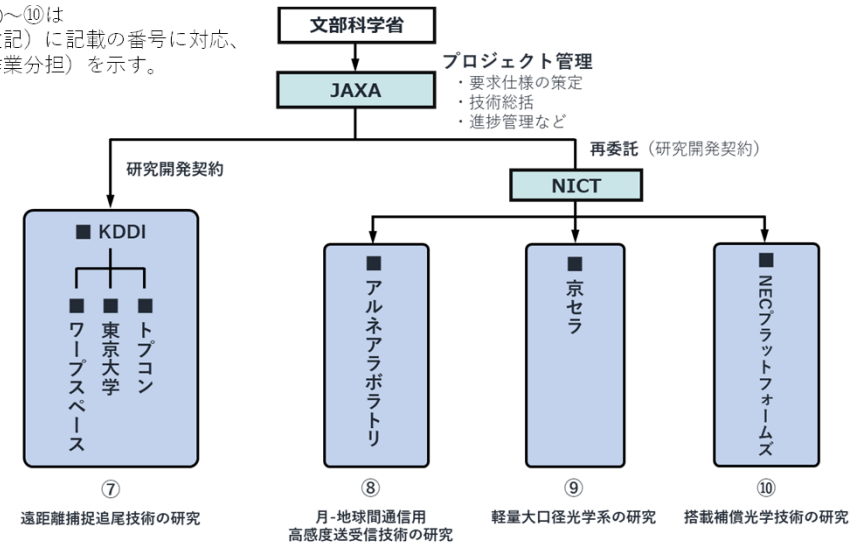 ～⑩は
記）に記載の番号に対応、
業分担）を示す。
文部科学省
JAXA
プロジェクト管理
・要求仕様の策定
・技術総括
・進捗管理など
研究開発契約
再委託（研究開発契約）
NICT
■ KDDI
■ ワープスペース
■ 東京大学
■ トプコン
■ アルネアラボラトリ
■ 京セラ
■ NECプラットフォームズ
⑦
遠距離捕捉追尾技術の研究
⑧
月-地球間通信用
高感度送受信技術の研究
⑨
軽量大口径光学系の研究
⑩
搭載補償光学技術の研究